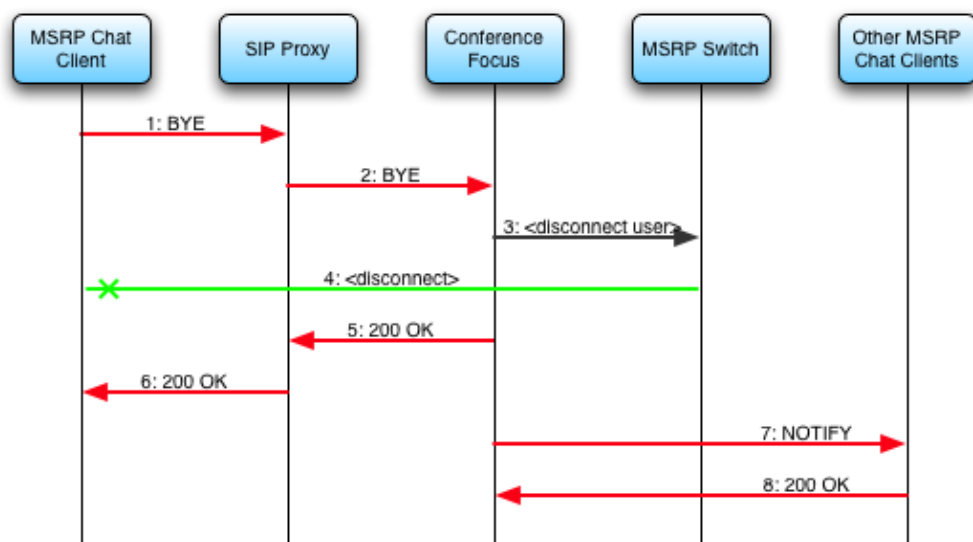 MSRP Chat
Client
SIP Proxy
Conference
Focus
MSRP Switch
Other MSRP
Chat Clients
1: BYE
2: BYE
3: <disconnect user>
4: <disconnect>
5: 200 OK
6: 200 OK
7: NOTIFY
8: 200 OK